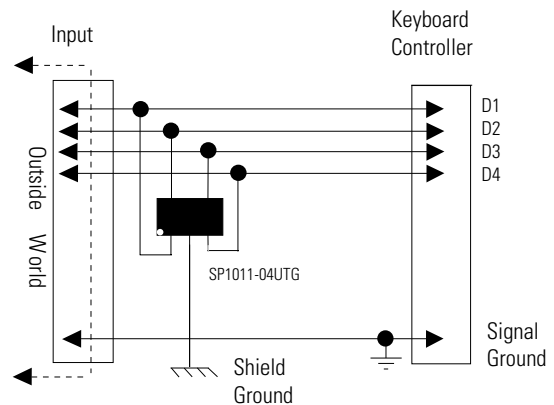 Input
Keyboard
Controller
D1
D2
D3
D4
Outside World
SP1011-04UTG
Shield
Ground
Signal
Ground